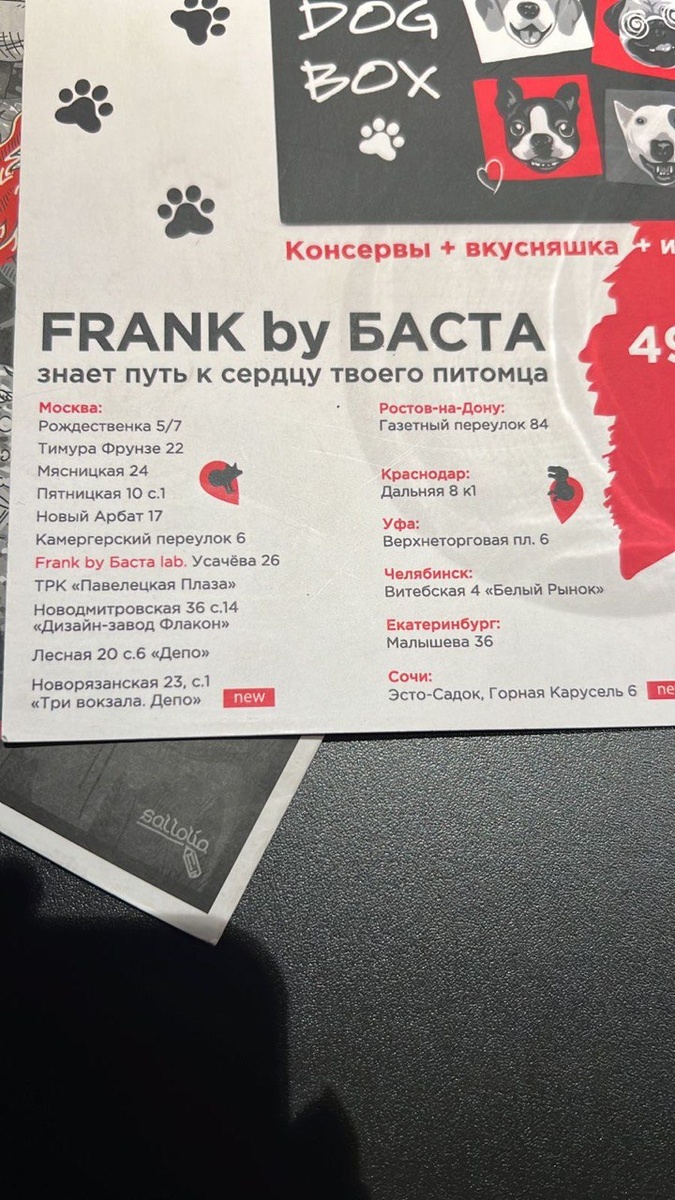 DOG
BOX
Консервы + вкусняшка + и
49
FRANK by БАСТА
знает путь к сердцу твоего питомца
Москва:
Рождественка 5/7
Тимура Фрунзе 22
Мясницкая 24
Пятницкая 10 с.1
Новый Арбат 17
Камергерский переулок 6
Frank by Баста lab. Усачёва 26
ТРК «Павелецкая Плаза»
Новодмитровская 36 с.14
«Дизайн-завод Флакон»
Лесная 20 с.6 «Депо»
Новорязанская 23, с.1
«Три вокзала. Депо» new
Ростов-на-Дону:
Газетный переулок 84
Краснодар:
Дальняя 8 к1
Уфа:
Верхнеторговая пл. 6
Челябинск:
Витебская 4 «Белый Рынок»
Екатеринбург:
Малышева 36
Сочи:
Эсто-Садок, Горная Карусель 6 ne